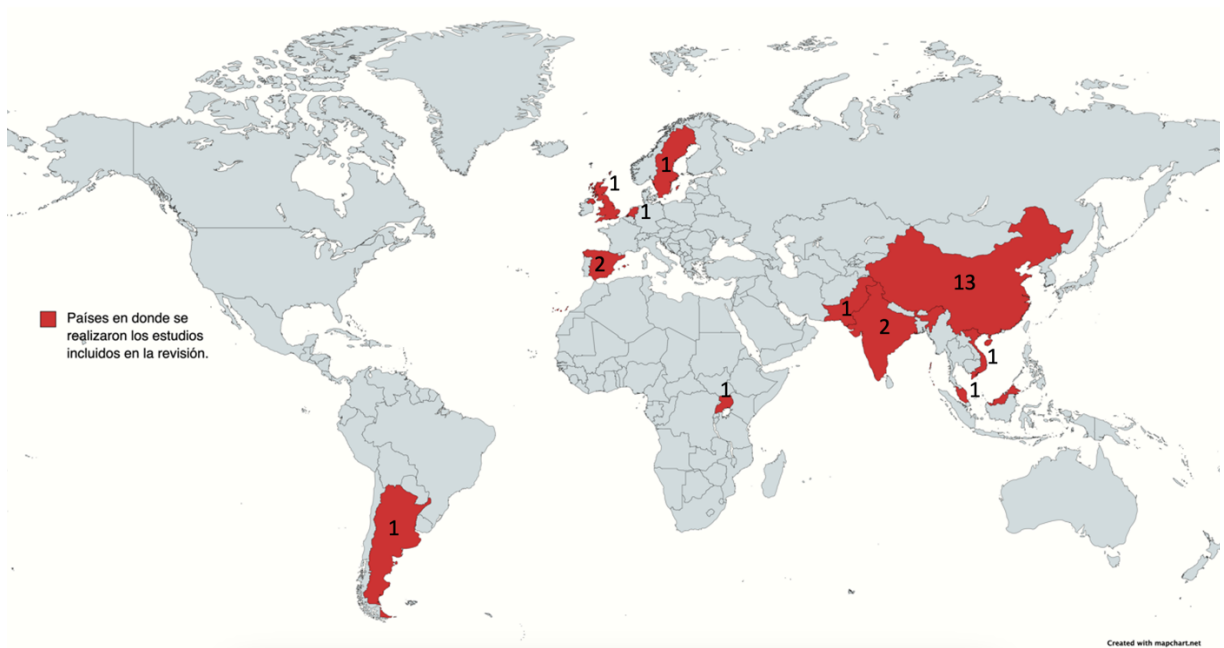 1
1
1
2
13
1
2
1
1
1
1
Países en donde se
realizaron los estudios
incluidos en la revisión.
Created with mapchart.net